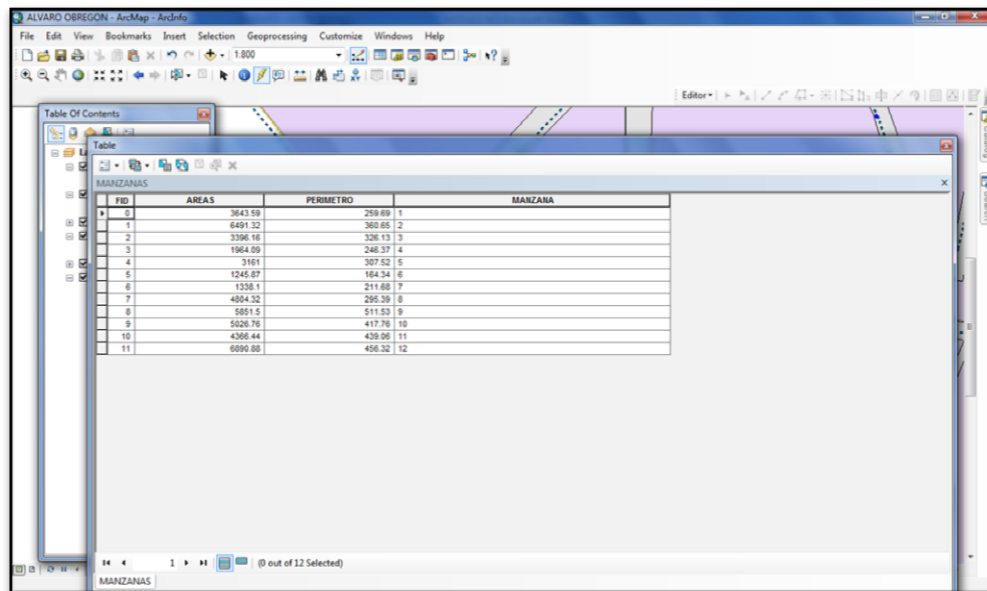 ALVARO OBREGON - ArcMap - ArcInfo
File Edit View Bookmarks Insert Selection Geoprocessing Customize Windows Help
1:800
Editor
Table Of Contents
Table
MANZANAS
FID AREAS PERIMETRO MANZANA
0 3643.59 259.69 1
1 6491.32 360.65 2
2 3396.16 326.13 3
3 1964.09 246.37 4
4 3161 307.52 5
5 1245.87 164.34 6
6 1338.1 211.68 7
7 4804.32 295.39 8
8 5851.5 511.53 9
9 5026.76 417.76 10
10 4366.44 439.06 11
11 6890.88 456.32 12
1 (0 out of 12 Selected)
MANZANAS